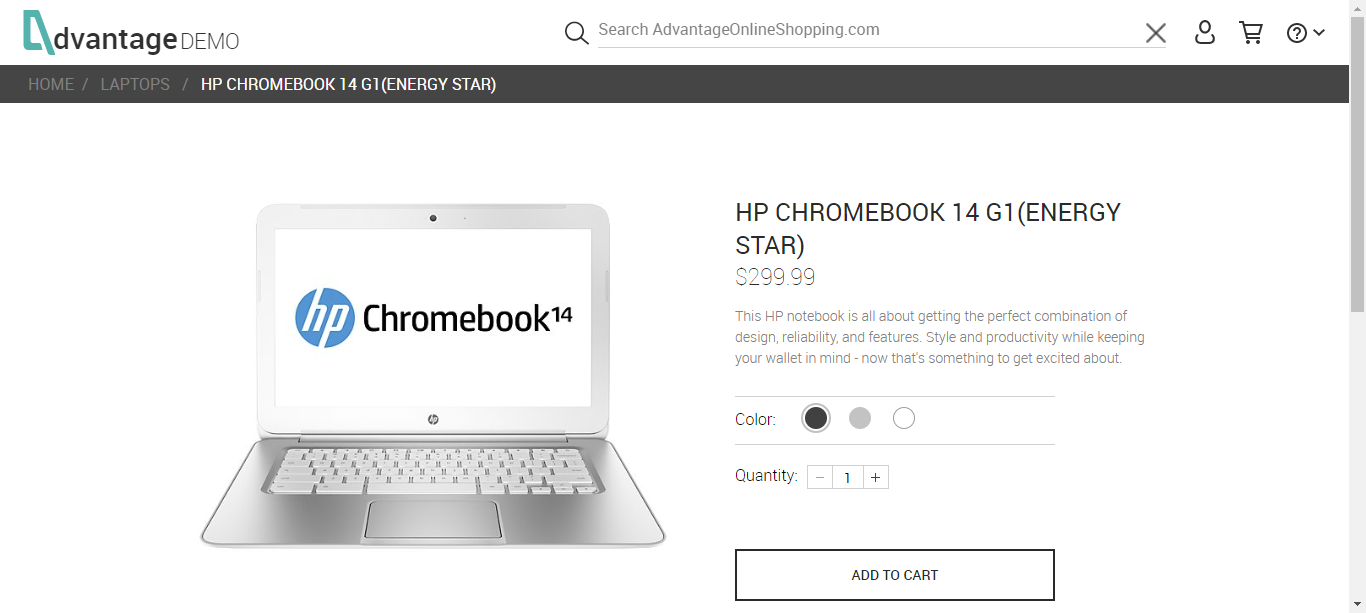 dvantage DEMO
Search AdvantageOnlineShopping.com
HOME / LAPTOPS / HP CHROMEBOOK 14 G1(ENERGY STAR)
hp Chromebook14
hp
HP CHROMEBOOK 14 G1(ENERGY
STAR)
$299.99
This HP notebook is all about getting the perfect combination of
design, reliability, and features. Style and productivity while keeping
your wallet in mind - now that's something to get excited about.
Color:
Quantity: − 1 +
ADD TO CART